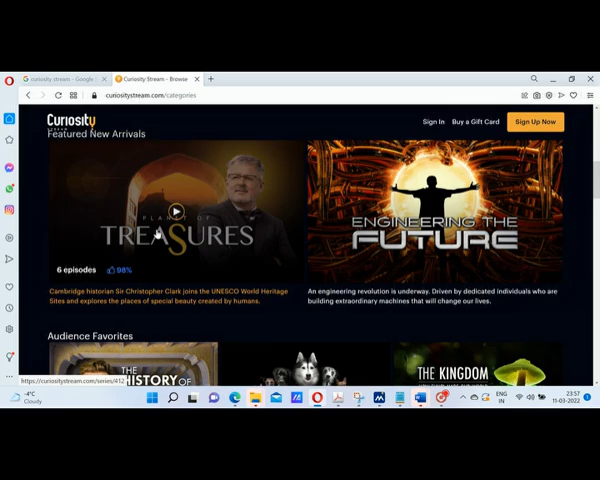 curiosity stream - Google
Curiosity Stream - Browse
curiositystream.com/categories
Curiosity
STREAM
Sign In
Buy a Gift Card
Sign Up Now
Featured New Arrivals
PLANET OF
TREASURES
ENGINEERING THE
FUTURE
6 episodes
98%
Cambridge historian Sir Christopher Clark joins the UNESCO World Heritage
Sites and explores the places of special beauty created by humans.
An engineering revolution is underway. Driven by dedicated individuals who are
building extraordinary machines that will change our lives.
Audience Favorites
THE
HISTORY OF
THE KINGDOM
https://curiositystream.com/series/412
-4°C
Cloudy
ENG
IN
23:57
11-03-2022